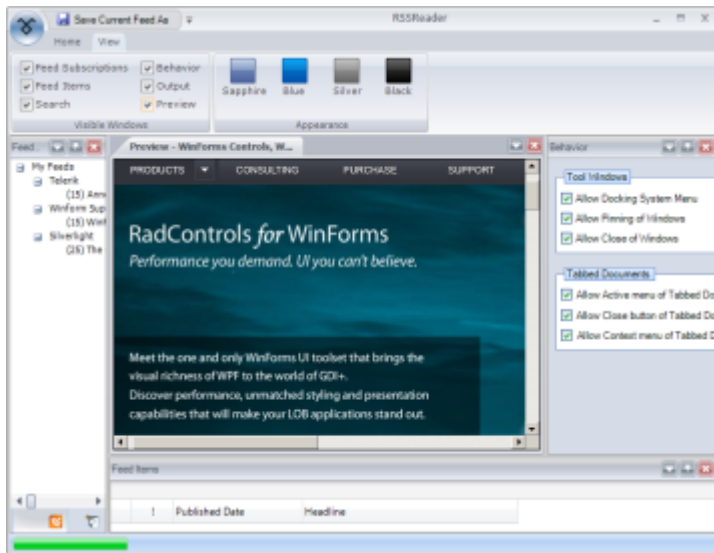 Save Current Feed As
RSSReader
Home View
Feed Subscriptions
Behavior
Feed Items
Output
Search
Preview
Visible Windows
Sapphire
Blue
Silver
Black
Appearance
Feed.
My Feeds
Telerik
(15) Ann
Winform Sup
(15) Winf
Silverlight
(25) The
Preview - WinForms Controls, W...
PRODUCTS
CONSULTING
PURCHASE
SUPPORT
RadControls for WinForms
Performance you demand. UI you can't believe.
Meet the one and only WinForms UI toolset that brings the
visual richness of WPF to the world of GDI+.
Discover performance, unmatched styling and presentation
capabilities that will make your LOB applications stand out.
Behavior
Tool Windows
Allow Docking System Menu
Allow Pinning of Windows
Allow Close of Windows
Tabbed Documents
Allow Active menu of Tabbed Do
Allow Close button of Tabbed Do
Allow Context menu of Tabbed D
Feed Items
! Published Date Headline